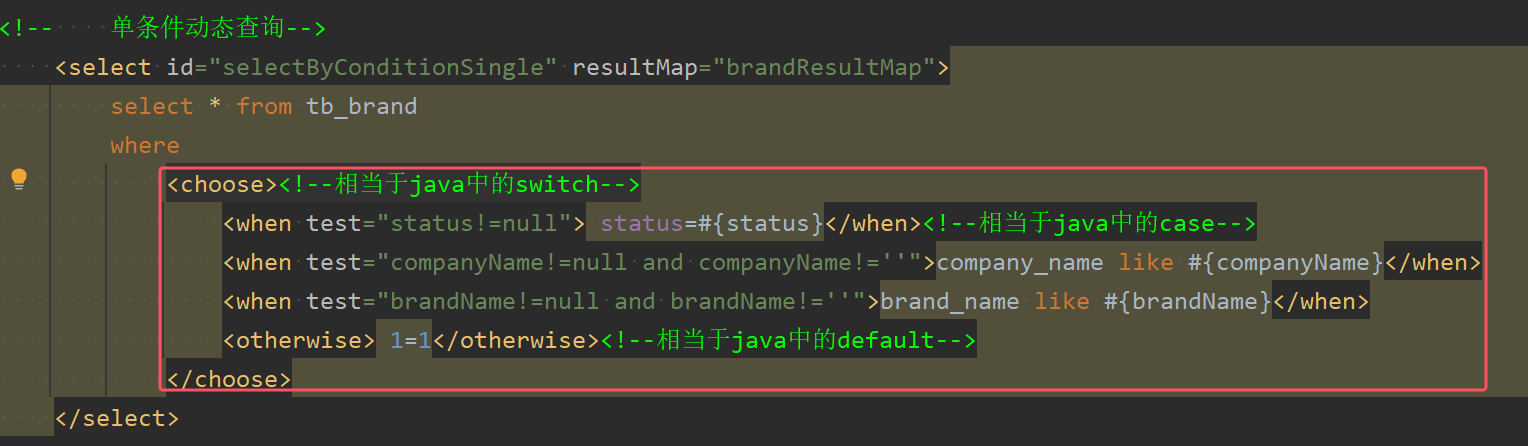 <!-- 单条件动态查询-->
<select id="selectByConditionSingle" resultMap="brandResultMap">
select * from tb_brand
where
<choose><!--相当于java中的switch-->
<when test="status!=null"> status=#{status}</when><!--相当于java中的case-->
<when test="companyName!=null and companyName!=''">company_name like #{companyName}</when>
<when test="brandName!=null and brandName!=''">brand_name like #{brandName}</when>
<otherwise> 1=1</otherwise><!--相当于java中的default-->
</choose>
</select>